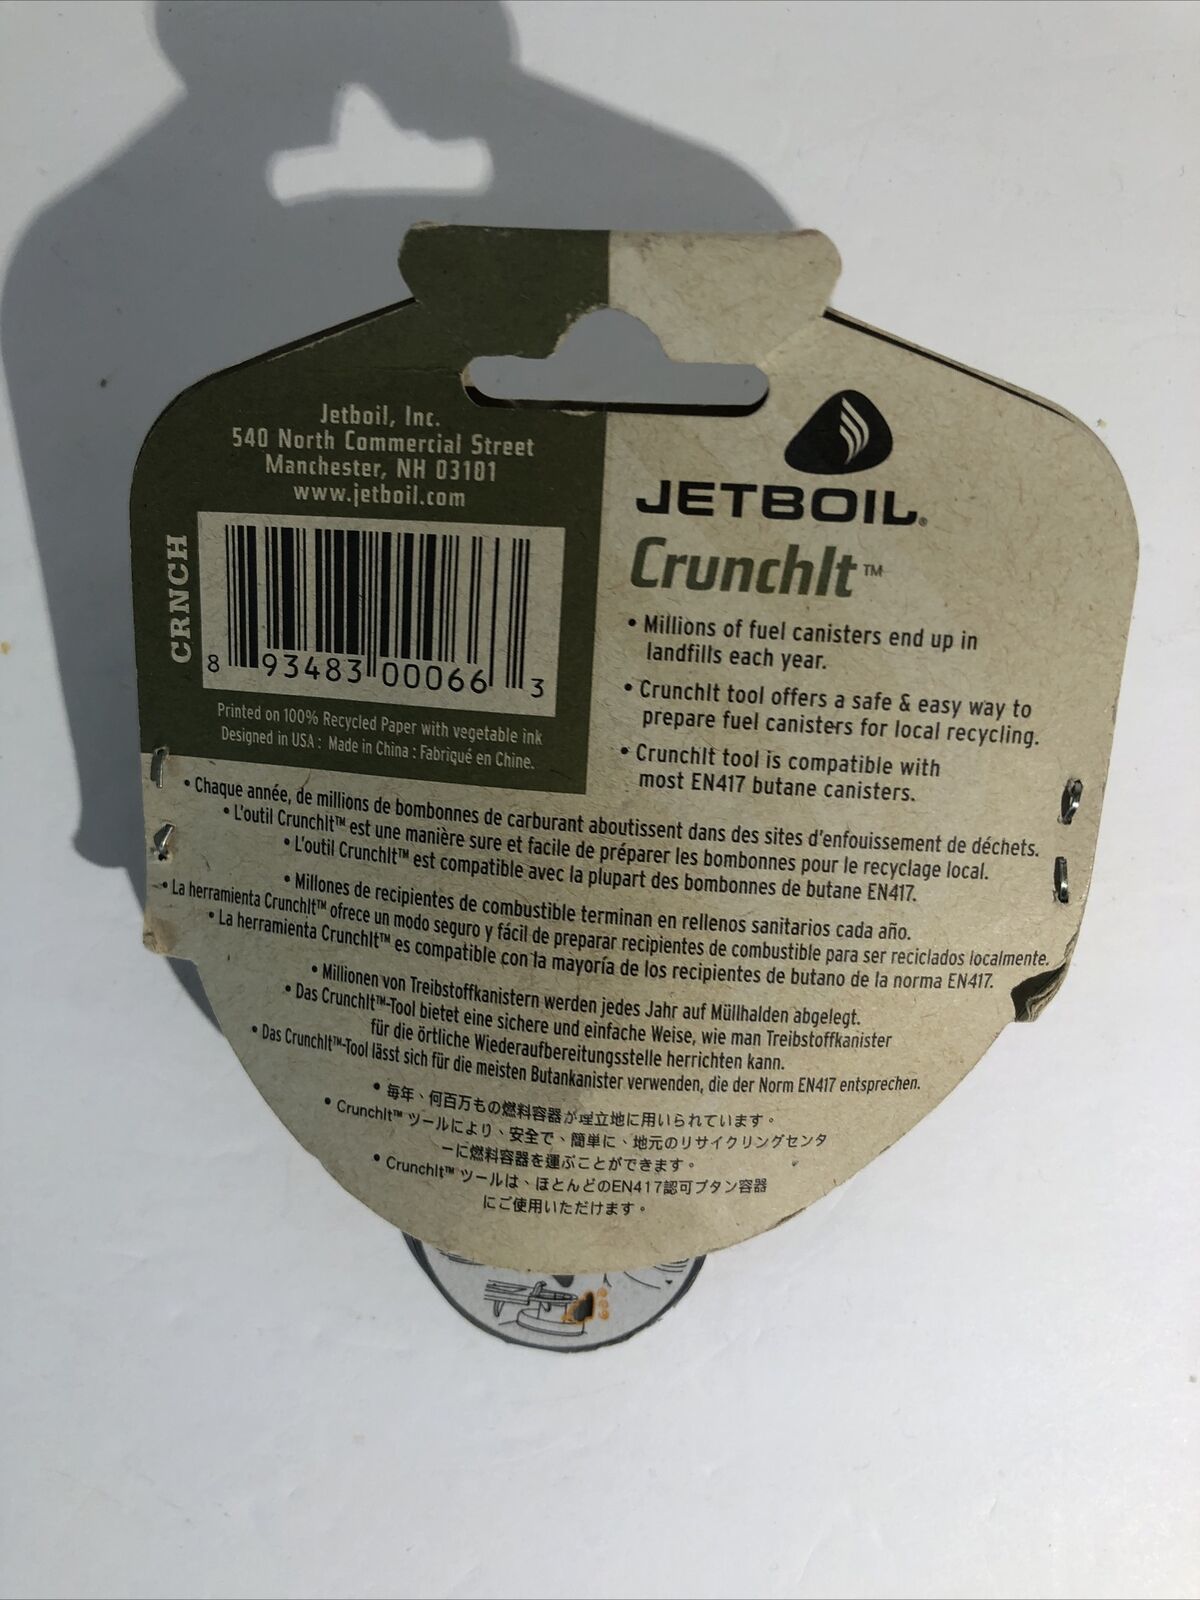 Jetboil, Inc.
540 North Commercial Street
Manchester, NH 03101
www.jetboil.com
CRNCH
8 93483 00066 3
Printed on 100% Recycled Paper with vegetable ink
Designed in USA : Made in China : Fabriqué en Chine.
JETBOIL®
CrunchIt™
• Millions of fuel canisters end up in
landfills each year.
• CrunchIt tool offers a safe & easy way to
prepare fuel canisters for local recycling.
• CrunchIt tool is compatible with
most EN417 butane canisters.
• Chaque année, de millions de bombonnes de carburant aboutissent dans des sites d'enfouissement de déchets.
• L'outil CrunchIt™ est une manière sure et facile de préparer les bombonnes pour le recyclage local.
• L'outil CrunchIt™ est compatible avec la plupart des bombonnes de butane EN417.
• Millones de recipientes de combustible terminan en rellenos sanitarios cada año.
• La herramienta CrunchIt™ ofrece un modo seguro y fácil de preparar recipientes de combustible para ser reciclados localmente.
• La herramienta CrunchIt™ es compatible con la mayoría de los recipientes de butano de la norma EN417.
• Millionen von Treibstoffkanistern werden jedes Jahr auf Müllhalden abgelegt.
• Das CrunchIt™-Tool bietet eine sichere und einfache Weise, wie man Treibstoffkanister
für die örtliche Wiederaufbereitungsstelle herrichten kann.
• Das CrunchIt™-Tool lässt sich für die meisten Butankanister verwenden, die der Norm EN417 entsprechen.
• 毎年、何百万もの燃料容器が埋立地に用いられています。
• CrunchIt™ ツールにより、安全で、簡単に、地元のリサイクリングセンタ
ーに燃料容器を運ぶことができます。
• CrunchIt™ ツールは、ほとんどのEN417認可ブタン容器
にご使用いただけます。